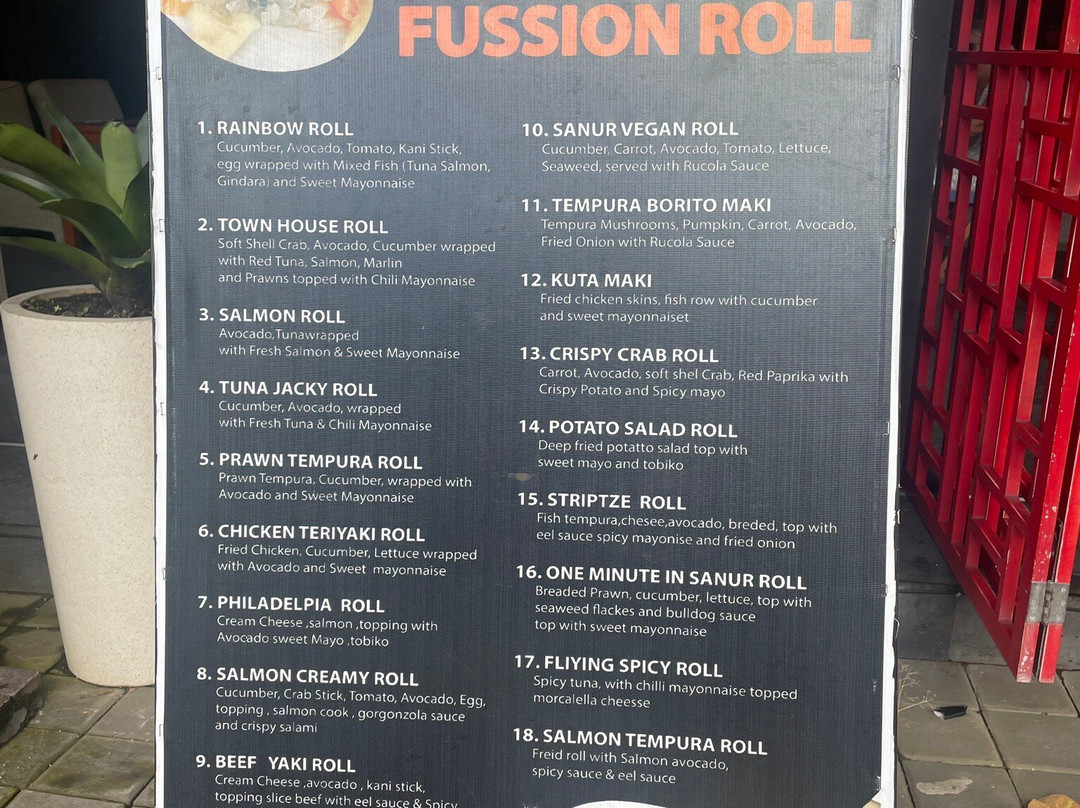 FUSSION ROLL
1. RAINBOW ROLL
Cucumber, Avocado, Tomato, Kani Stick,
egg wrapped with Mixed Fish (Tuna Salmon,
Gindara) and Sweet Mayonnaise
2. TOWN HOUSE ROLL
Soft Shell Crab, Avocado, Cucumber wrapped
with Red Tuna, Salmon, Marlin
and Prawns topped with Chili Mayonnaise
3. SALMON ROLL
Avocado,Tunawrapped
with Fresh Salmon & Sweet Mayonnaise
4. TUNA JACKY ROLL
Cucumber, Avocado, wrapped
with Fresh Tuna & Chili Mayonnaise
5. PRAWN TEMPURA ROLL
Prawn Tempura, Cucumber, wrapped with
Avocado and Sweet Mayonnaise
6. CHICKEN TERIYAKI ROLL
Fried Chicken, Cucumber, Lettuce wrapped
with Avocado and Sweet mayonnaise
7. PHILADELPIA ROLL
Cream Cheese ,salmon ,topping with
Avocado sweet Mayo ,tobiko
8. SALMON CREAMY ROLL
Cucumber, Crab Stick, Tomato, Avocado, Egg,
topping , salmon cook , gorgonzola sauce
and crispy salami
9. BEEF YAKI ROLL
Cream Cheese ,avocado , kani stick,
topping slice beef with eel sauce & Spicy
10. SANUR VEGAN ROLL
Cucumber, Carrot, Avocado, Tomato, Lettuce,
Seaweed, served with Rucola Sauce
11. TEMPURA BORITO MAKI
Tempura Mushrooms, Pumpkin, Carrot, Avocado,
Fried Onion with Rucola Sauce
12. KUTA MAKI
Fried chicken skins, fish row with cucumber
and sweet mayonnaiset
13. CRISPY CRAB ROLL
Carrot, Avocado, soft shel Crab, Red Paprika with
Crispy Potato and Spicy mayo
14. POTATO SALAD ROLL
Deep fried potatto salad top with
sweet mayo and tobiko
15. STRIPTZE ROLL
Fish tempura,chesee,avocado, breded, top with
eel sauce spicy mayonise and fried onion
16. ONE MINUTE IN SANUR ROLL
Breaded Prawn, cucumber, lettuce, top with
seaweed flackes and bulldog sauce
top with sweet mayonnaise
17. FLIYING SPICY ROLL
Spicy tuna, with chilli mayonnaise topped
morcalella cheesse
18. SALMON TEMPURA ROLL
Freid roll with Salmon avocado,
spicy sauce & eel sauce